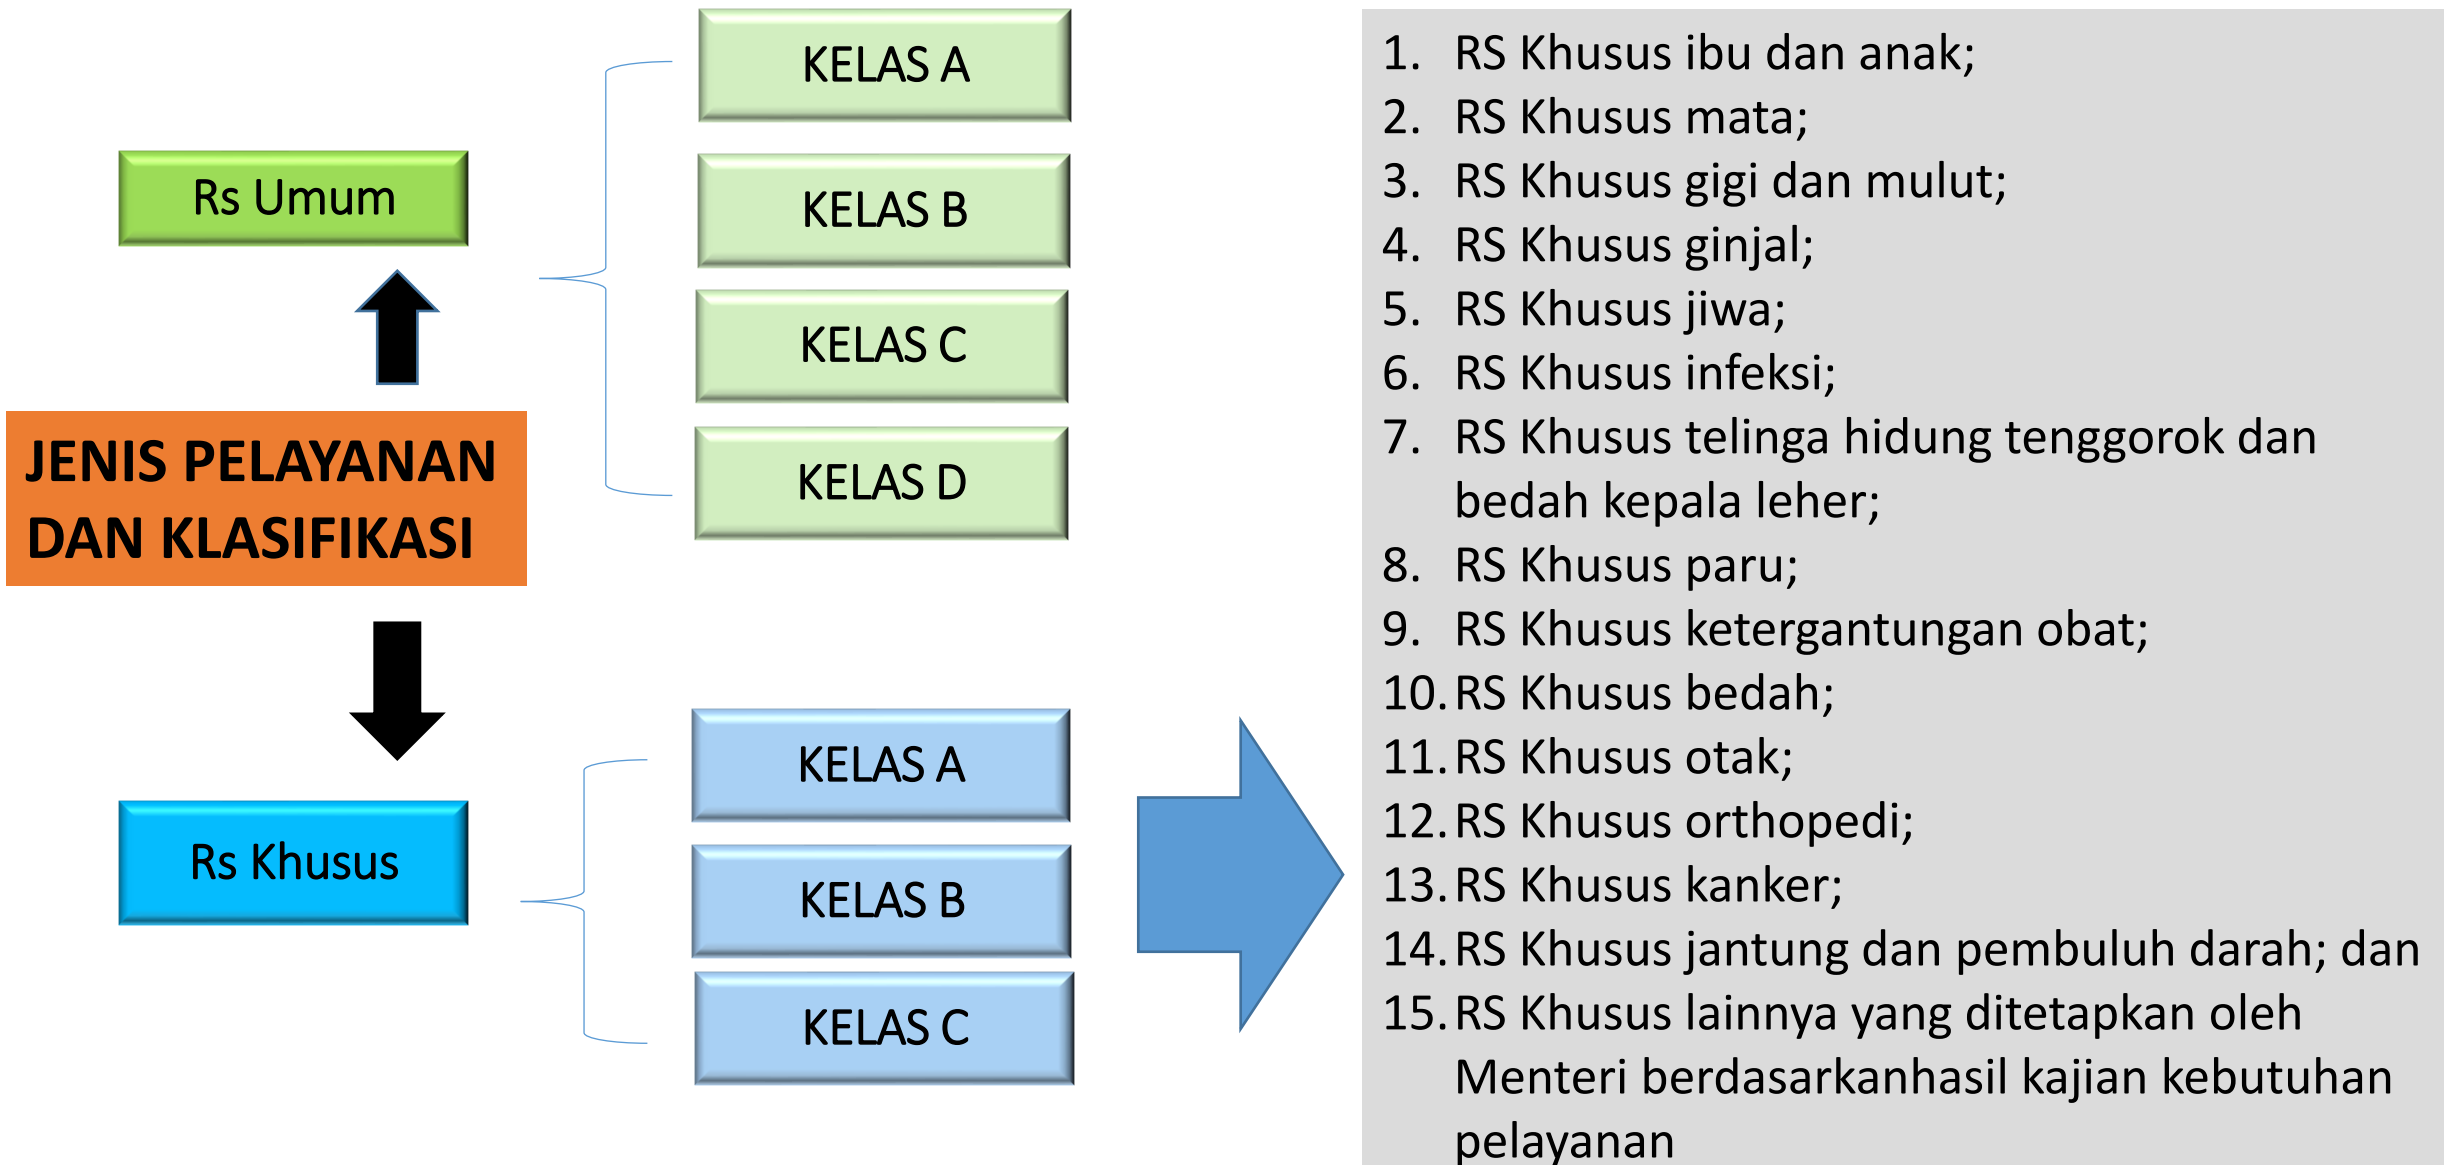 JENIS PELAYANAN
DAN KLASIFIKASI
Rs Umum
KELAS A
KELAS B
KELAS C
KELAS D
Rs Khusus
KELAS A
KELAS B
KELAS C
1. RS Khusus ibu dan anak;
2. RS Khusus mata;
3. RS Khusus gigi dan mulut;
4. RS Khusus ginjal;
5. RS Khusus jiwa;
6. RS Khusus infeksi;
7. RS Khusus telinga hidung tenggorok dan
bedah kepala leher;
8. RS Khusus paru;
9. RS Khusus ketergantungan obat;
10. RS Khusus bedah;
11. RS Khusus otak;
12. RS Khusus orthopedi;
13. RS Khusus kanker;
14. RS Khusus jantung dan pembuluh darah; dan
15. RS Khusus lainnya yang ditetapkan oleh
Menteri berdasarkanhasil kajian kebutuhan
pelayanan